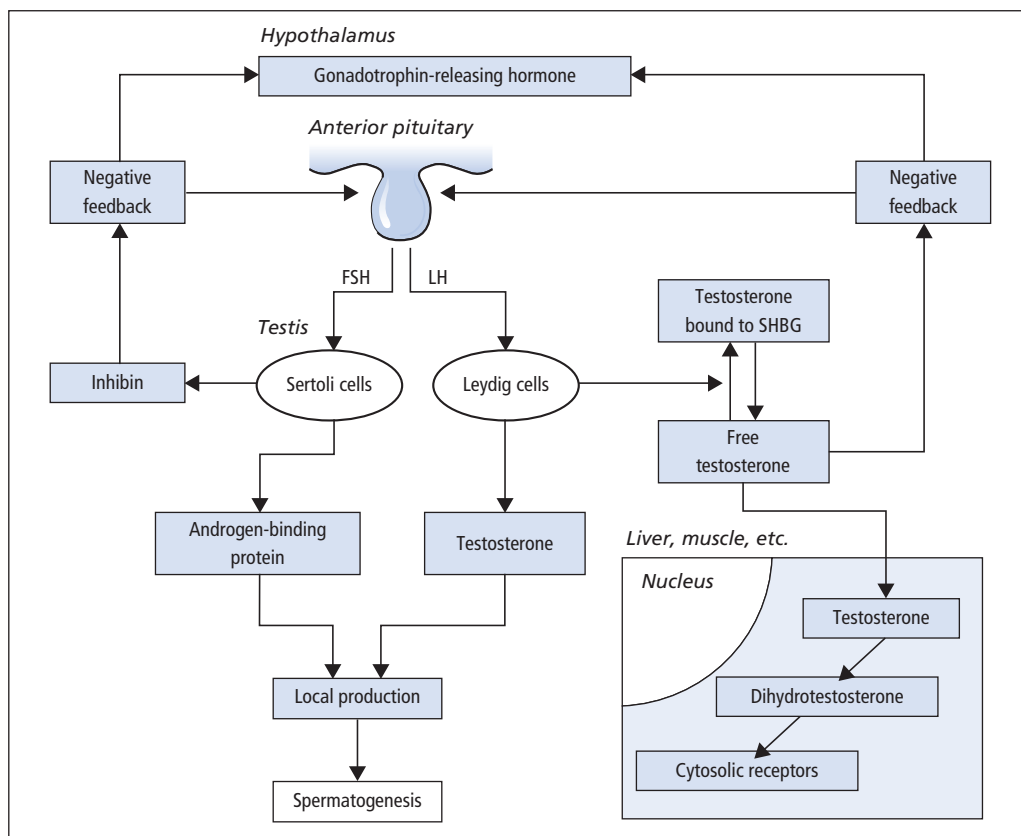 Hypothalamus
Gonadotrophin-releasing hormone
Anterior pituitary
Negative
feedback
Negative
feedback
FSH
LH
Testosterone
bound to SHBG
Testis
Inhibin
Sertoli cells
Leydig cells
Free
testosterone
Androgen-binding
protein
Testosterone
Liver, muscle, etc.
Nucleus
Testosterone
Local production
Dihydrotestosterone
Cytosolic receptors
Spermatogenesis